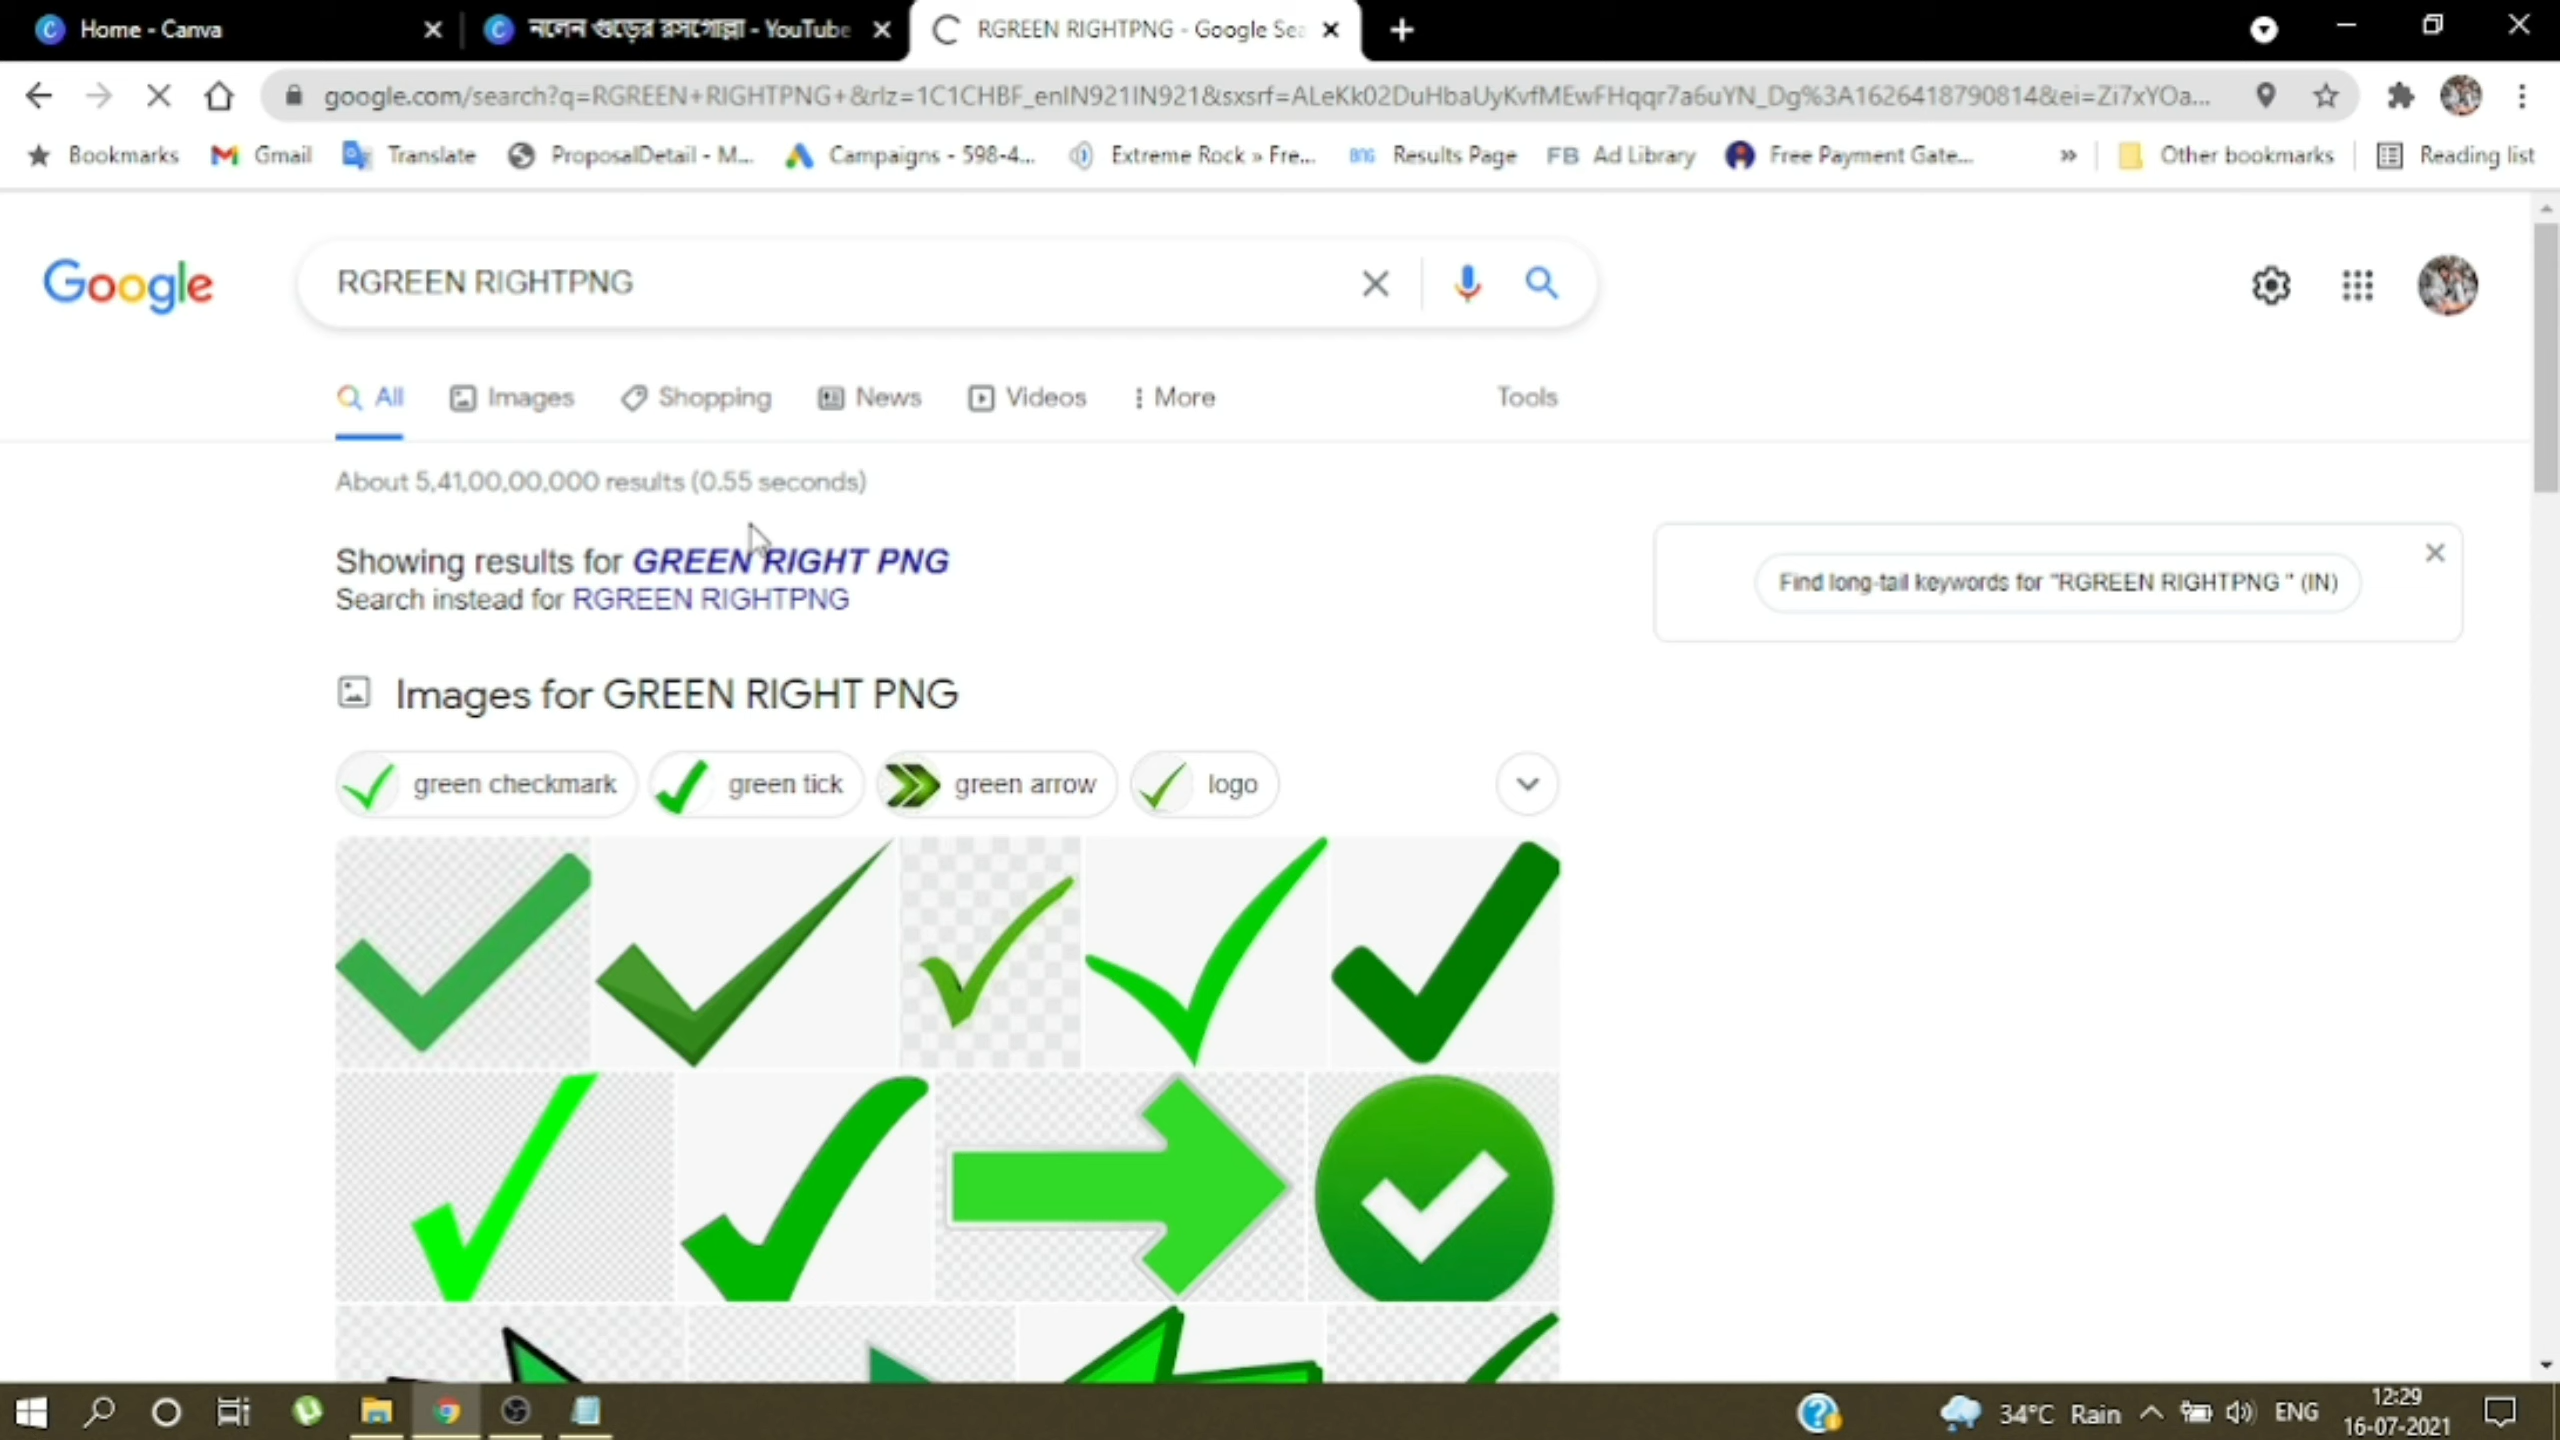 Home - Canva
নলেন গুড়ের রসগোল্লা - YouTube
RGREEN RIGHTPNG - Google Sea
google.com/search?q=RGREEN+RIGHTPNG+&rlz=1C1CHBF_enIN921IN921&sxsrf=ALeKk02DuHbaUyKvfMEwFHqqr7a6uYN_Dg%3A1626418790814&ei=Zi7xYOa...
Bookmarks Gmail Translate ProposalDetail - M... Campaigns - 598-4... Extreme Rock » Fre... BNG Results Page FB Ad Library Free Payment Gate... » Other bookmarks Reading list
Google
RGREEN RIGHTPNG
All Images Shopping News Videos More Tools
About 5,41,00,00,000 results (0.55 seconds)
Showing results for GREEN RIGHT PNG
Search instead for RGREEN RIGHTPNG
Find long-tail keywords for "RGREEN RIGHTPNG " (IN)
Images for GREEN RIGHT PNG
green checkmark green tick green arrow logo
34°C Rain ENG
12:29
16-07-2021